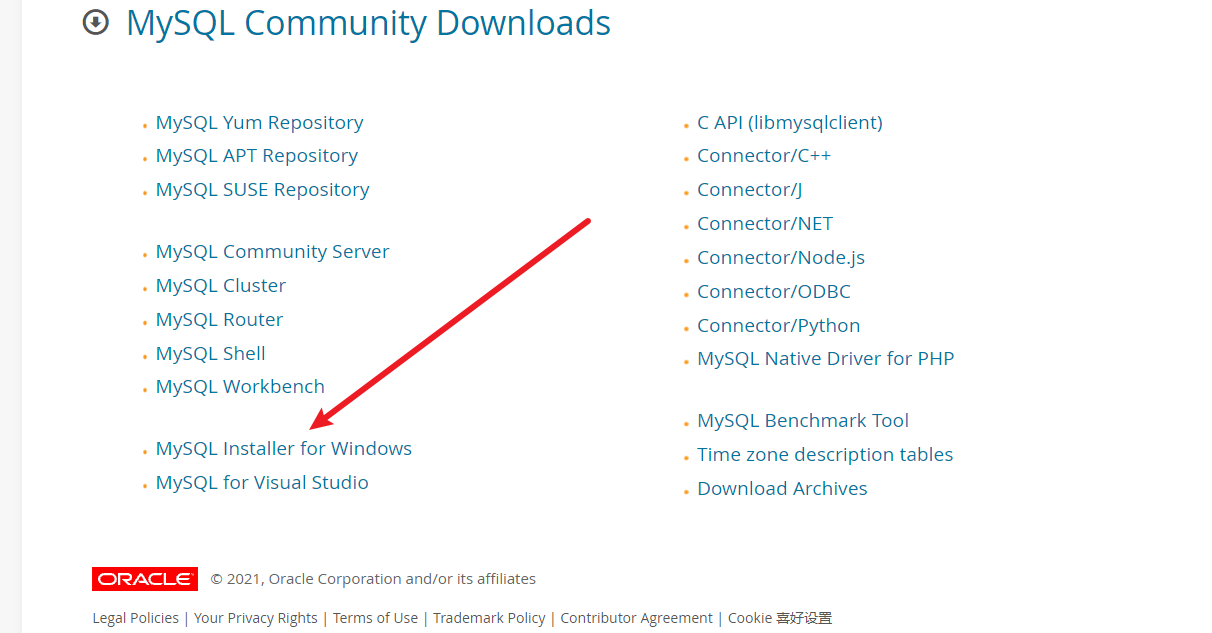 MySQL Community Downloads
MySQL Yum Repository
MySQL APT Repository
MySQL SUSE Repository
MySQL Community Server
MySQL Cluster
MySQL Router
MySQL Shell
MySQL Workbench
MySQL Installer for Windows
MySQL for Visual Studio
C API (libmysqlclient)
Connector/C++
Connector/J
Connector/NET
Connector/Node.js
Connector/ODBC
Connector/Python
MySQL Native Driver for PHP
MySQL Benchmark Tool
Time zone description tables
Download Archives
ORACLE © 2021, Oracle Corporation and/or its affiliates
Legal Policies | Your Privacy Rights | Terms of Use | Trademark Policy | Contributor Agreement | Cookie 喜好设置